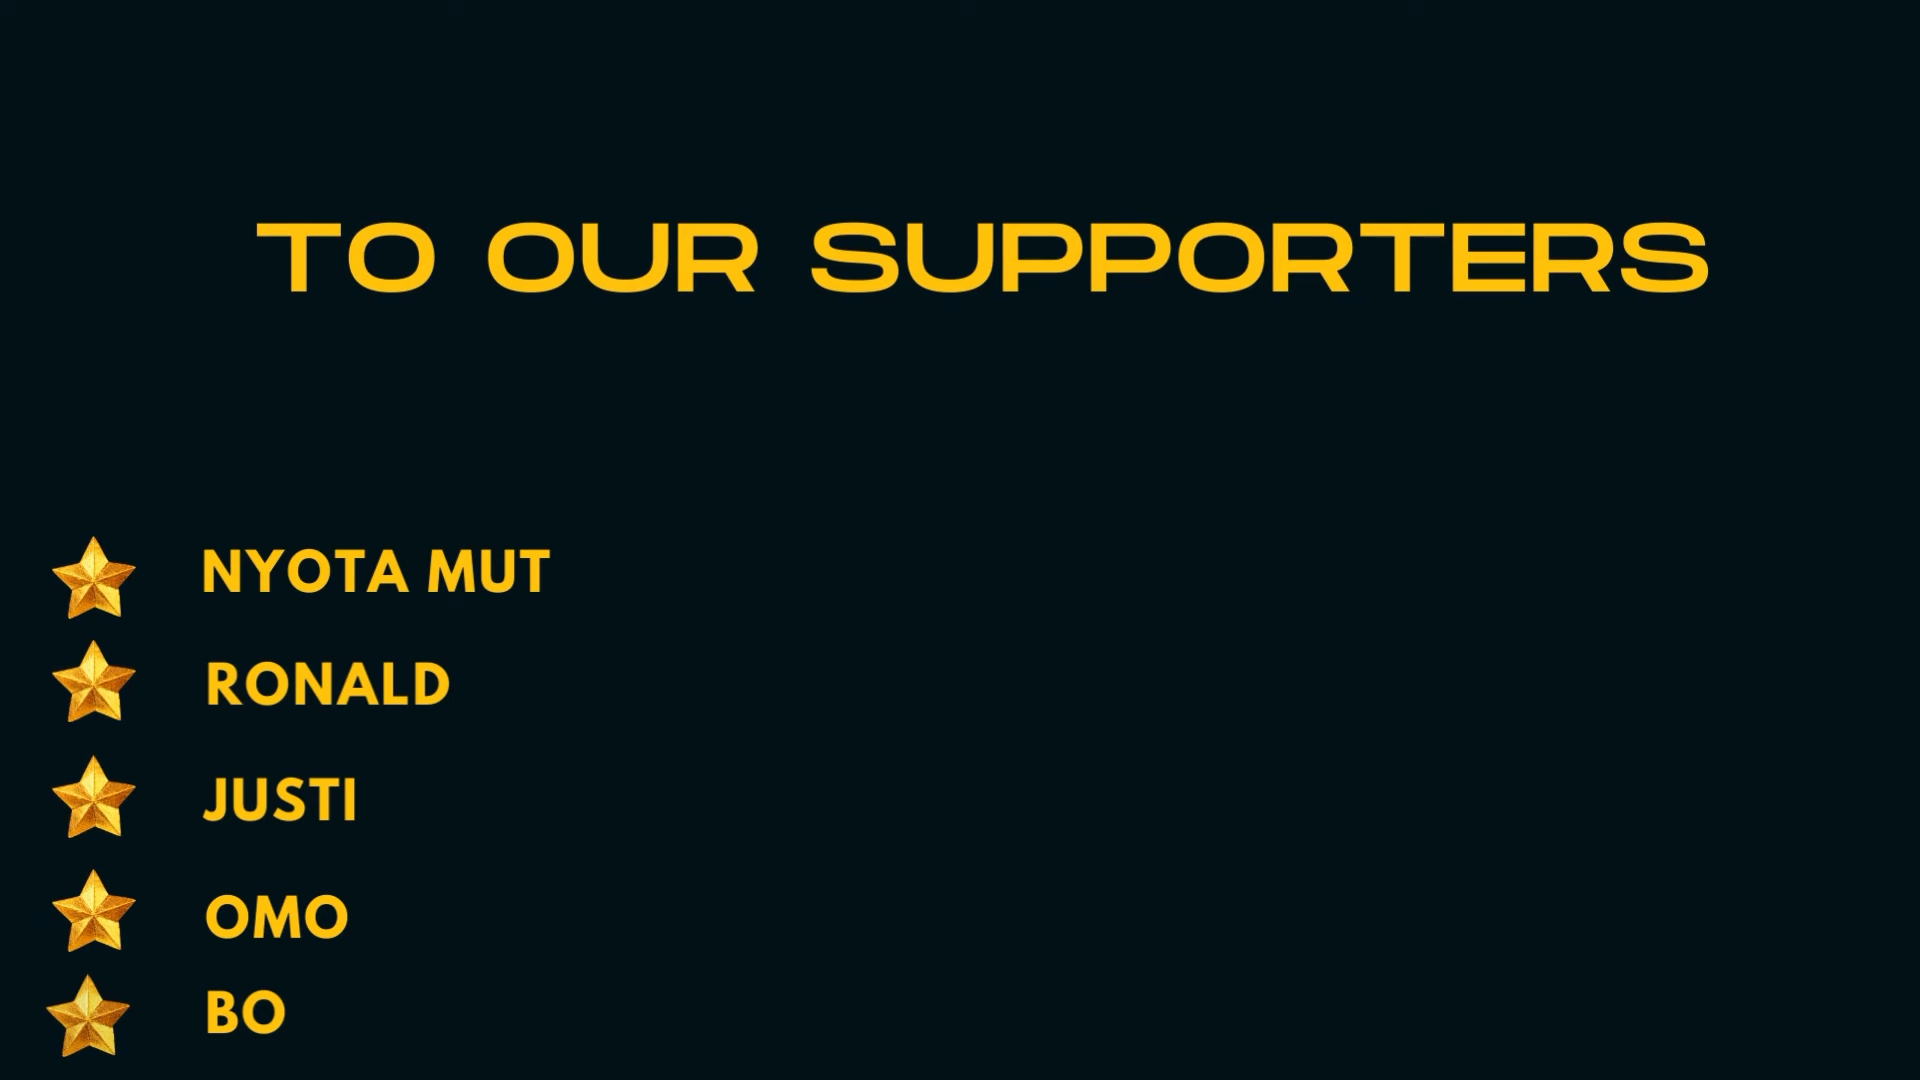 TO OUR SUPPORTERS
NYOTA MUT
RONALD
JUSTI
OMO
BO